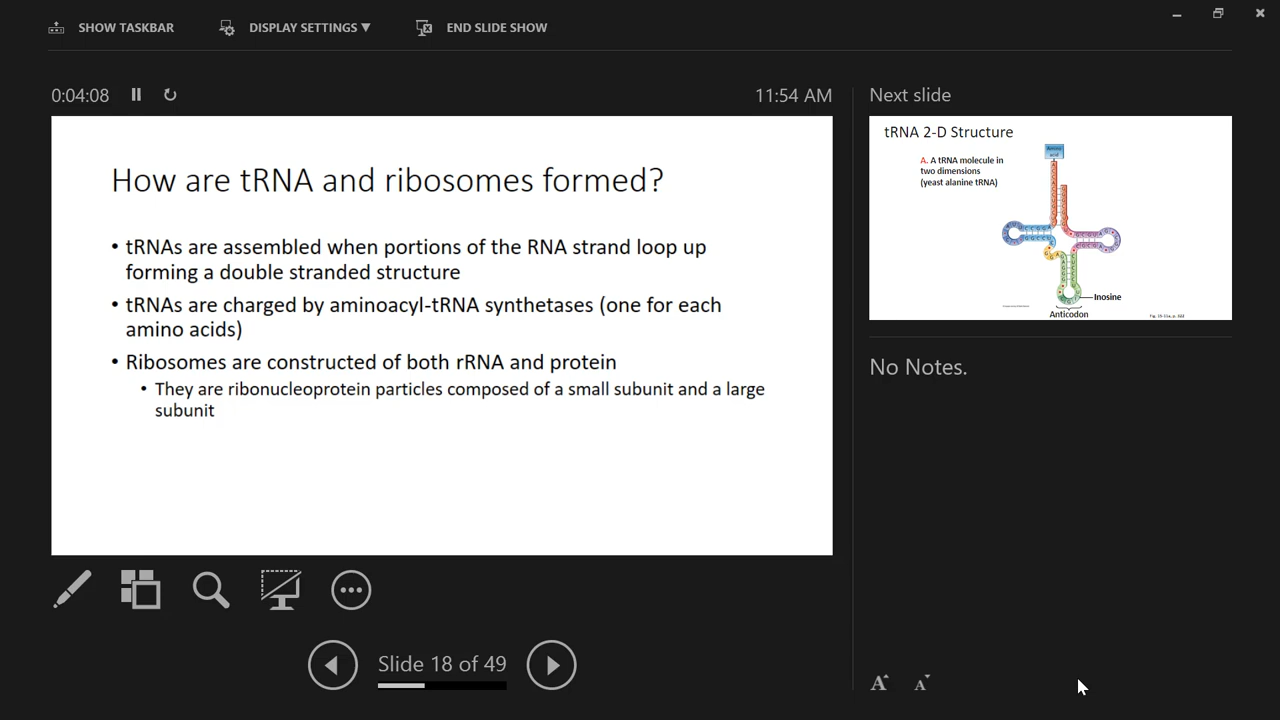 SHOW TASKBAR
DISPLAY SETTINGS ▼
END SLIDE SHOW
0:04:08
11:54 AM
How are tRNA and ribosomes formed?
• tRNAs are assembled when portions of the RNA strand loop up
forming a double stranded structure
• tRNAs are charged by aminoacyl-tRNA synthetases (one for each
amino acids)
• Ribosomes are constructed of both rRNA and protein
• They are ribonucleoprotein particles composed of a small subunit and a large
subunit
Slide 18 of 49
Next slide
tRNA 2-D Structure
Amino
acid
A. A tRNA molecule in
two dimensions
(yeast alanine tRNA)
Inosine
Anticodon
No Notes.
A
A